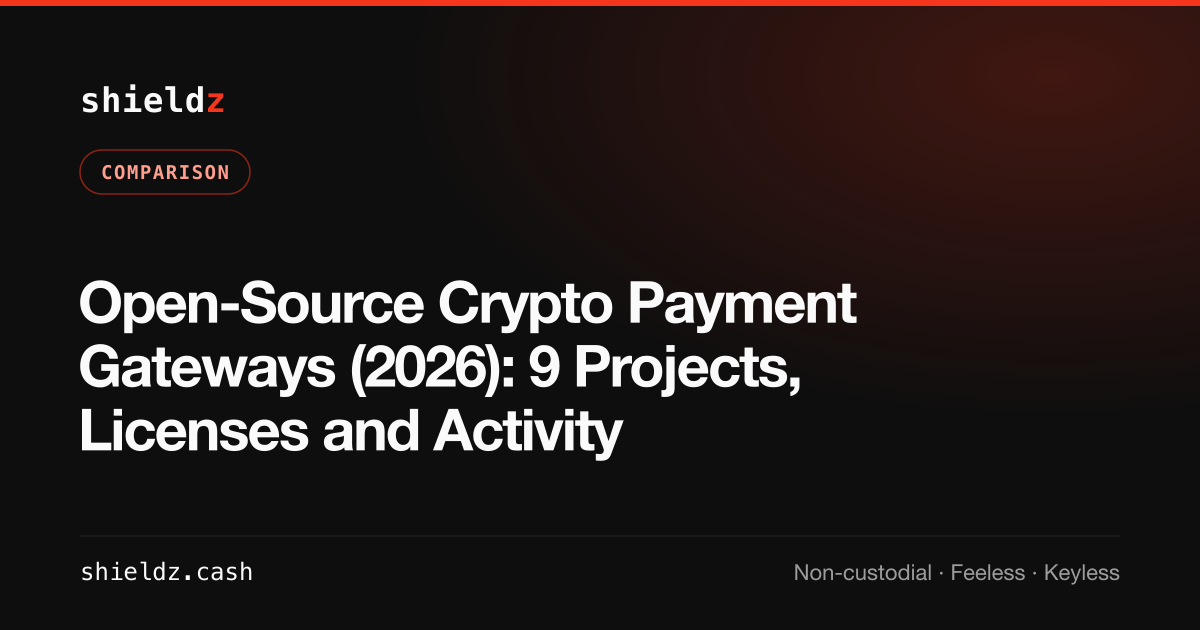 shieldz
COMPARISON
Open-Source Crypto Payment
Gateways (2026): 9 Projects,
Licenses and Activity
shieldz.cash
Non-custodial · Feeless · Keyless